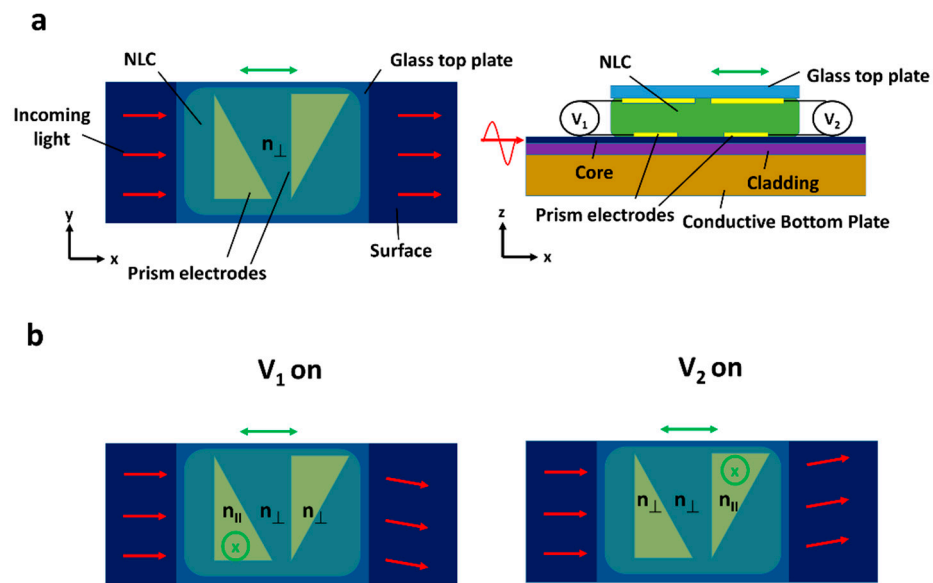 a
NLC
Glass top plate
Incoming
light
n⊥
y
x
Prism electrodes
Surface
NLC
Glass top plate
V1
V2
Core
Cladding
Prism electrodes
Conductive Bottom Plate
z
x
b
V1 on
V2 on
n|| n⊥ n⊥
x
x
n⊥ n⊥ n||